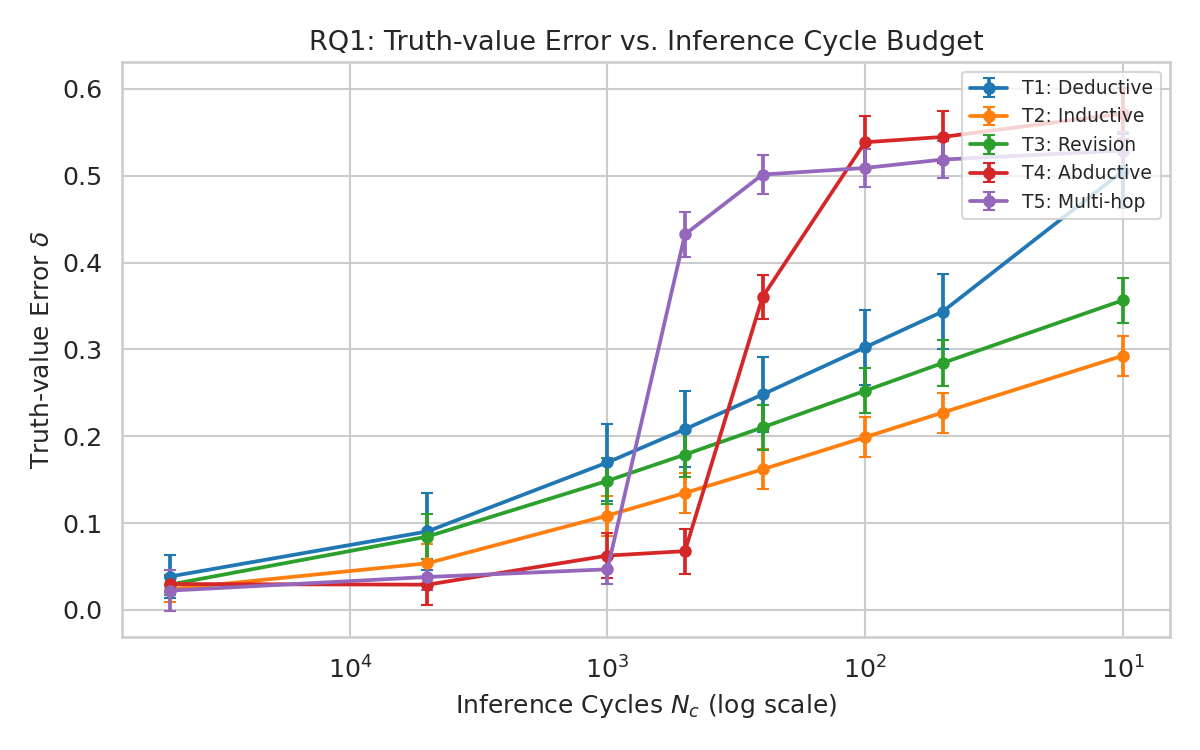 RQ1: Truth-value Error vs. Inference Cycle Budget
T1: Deductive
T2: Inductive
T3: Revision
T4: Abductive
T5: Multi-hop
Truth-value Error δ
0.6
0.5
0.4
0.3
0.2
0.1
0.0
10⁴ 10³ 10² 10¹
Inference Cycles N_c (log scale)